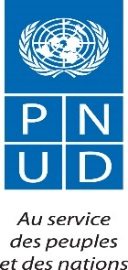 P N
U D
Au service
des peuples
et des nations